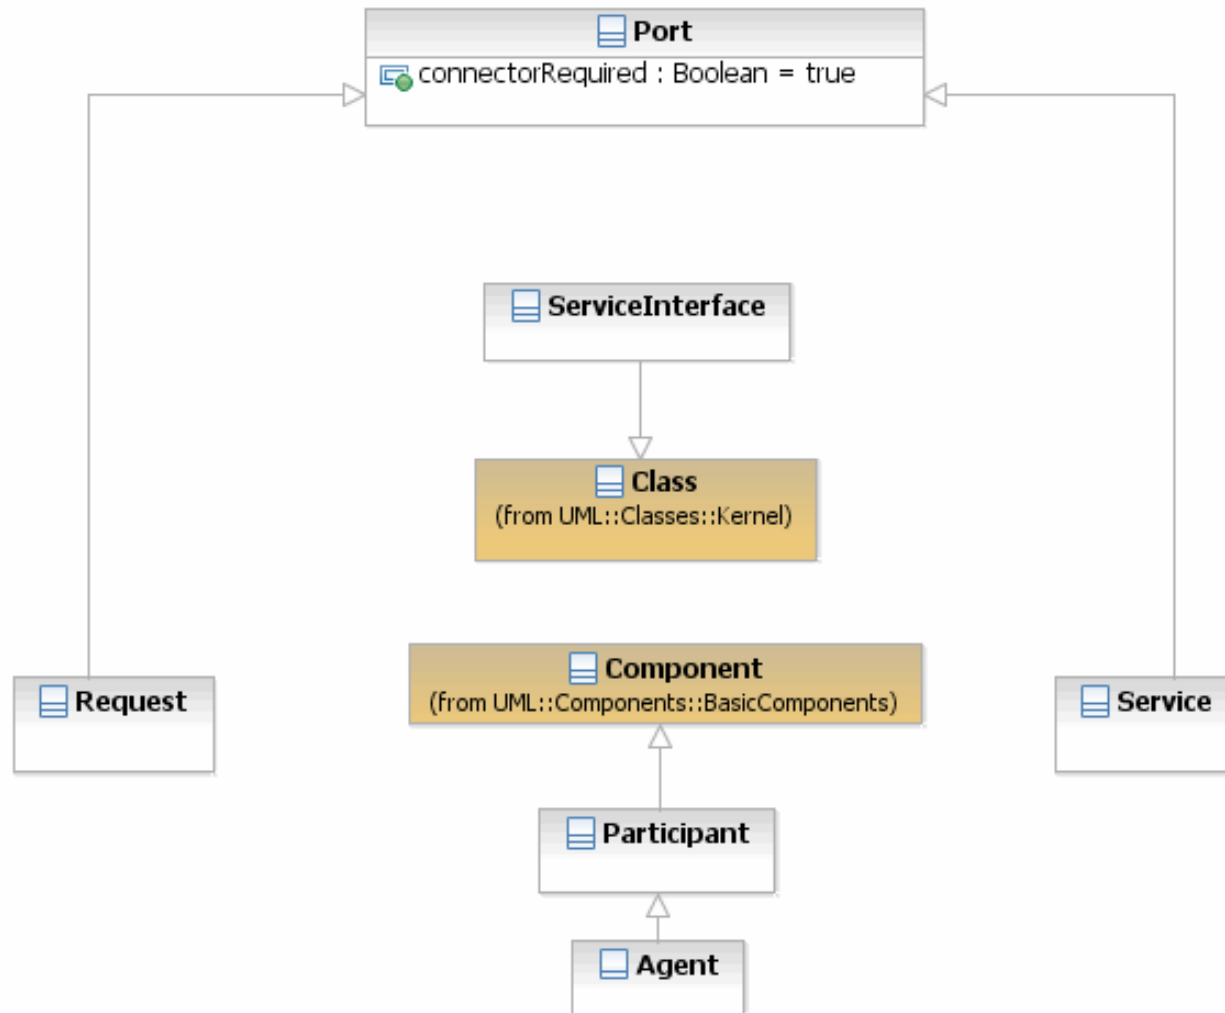 Port
connectorRequired : Boolean = true
ServiceInterface
Class
(from UML::Classes::Kernel)
Component
(from UML::Components::BasicComponents)
Request
Service
Participant
Agent